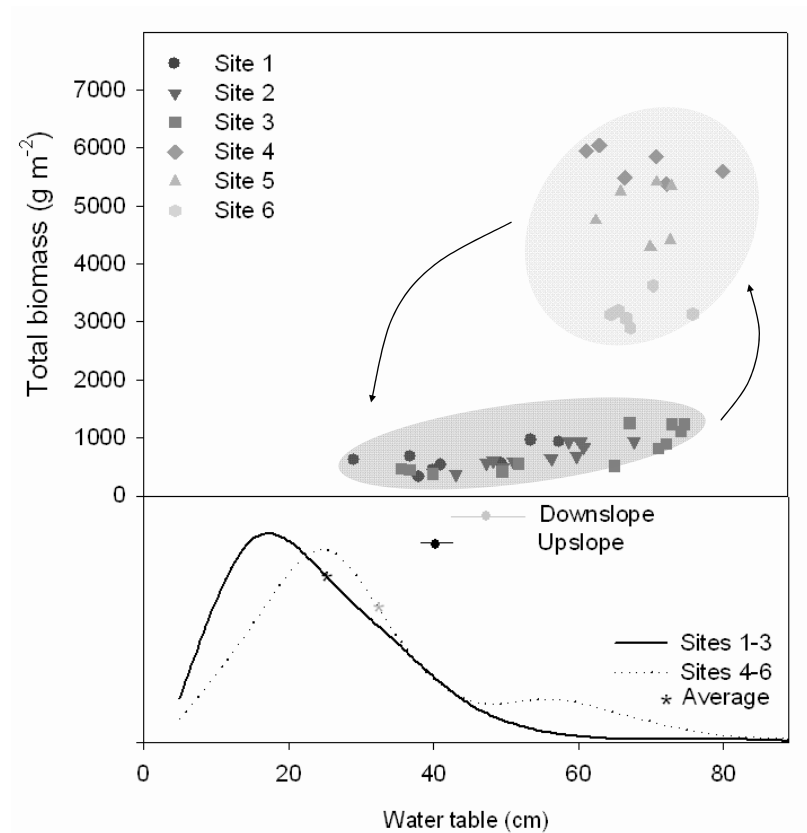 Total biomass (g m-2)
7000
6000
5000
4000
3000
2000
1000
0
Site 1
Site 2
Site 3
Site 4
Site 5
Site 6
Downslope
Upslope
Sites 1-3
Sites 4-6
* Average
0 20 40 60 80
Water table (cm)